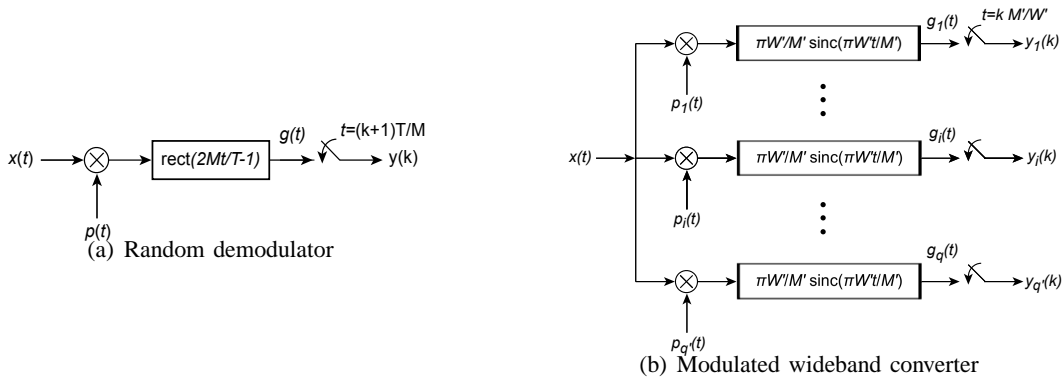 x(t)
p(t)
rect(2Mt/T-1)
g(t)
t=(k+1)T/M
y(k)
(a) Random demodulator
x(t)
p1(t)
πW'/M' sinc(πW't/M')
g1(t)
t=k M'/W'
y1(k)
pi(t)
πW'/M' sinc(πW't/M')
gi(t)
yi(k)
pq'(t)
πW'/M' sinc(πW't/M')
gq(t)
yq'(k)
(b) Modulated wideband converter